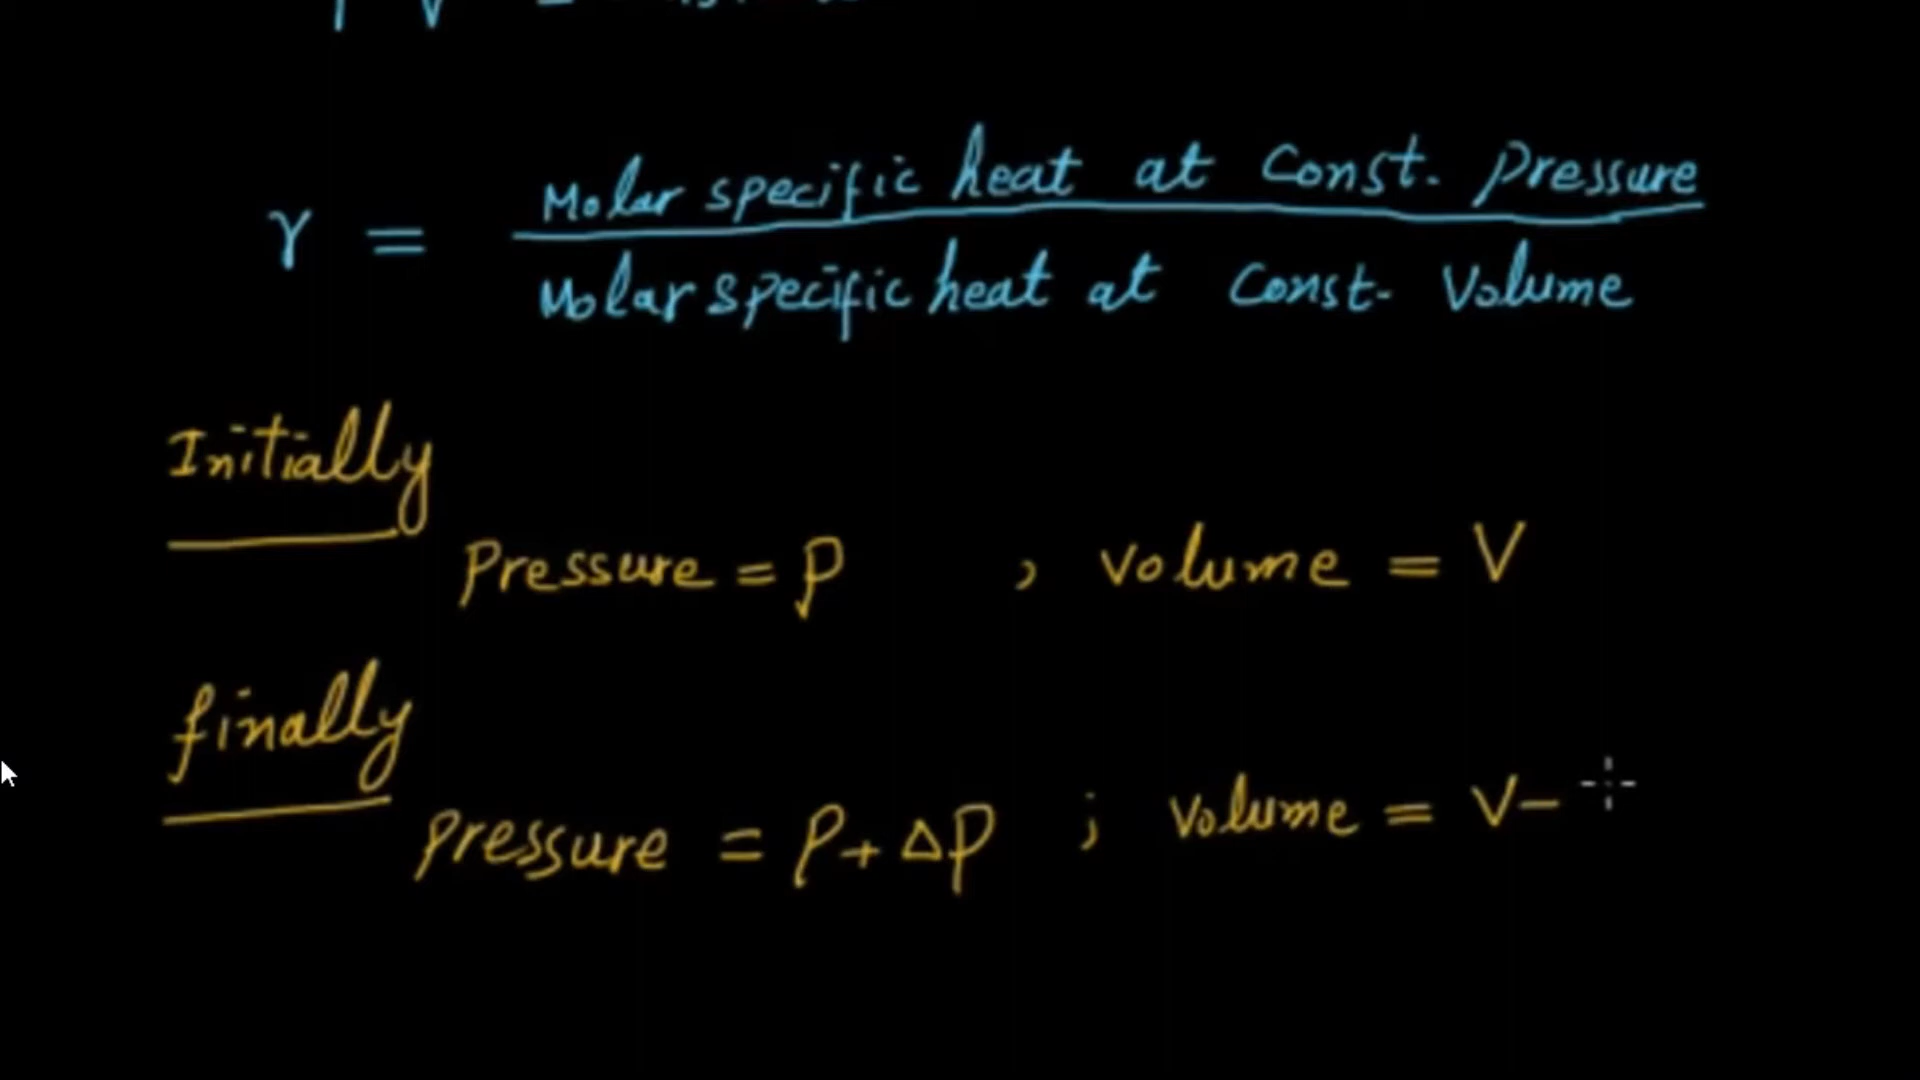 γ = Molar specific heat at Const. pressure
Molar specific heat at Const. Volume
Initially
Pressure = P , volume = V
finally
pressure = P + ΔP ; volume = V –